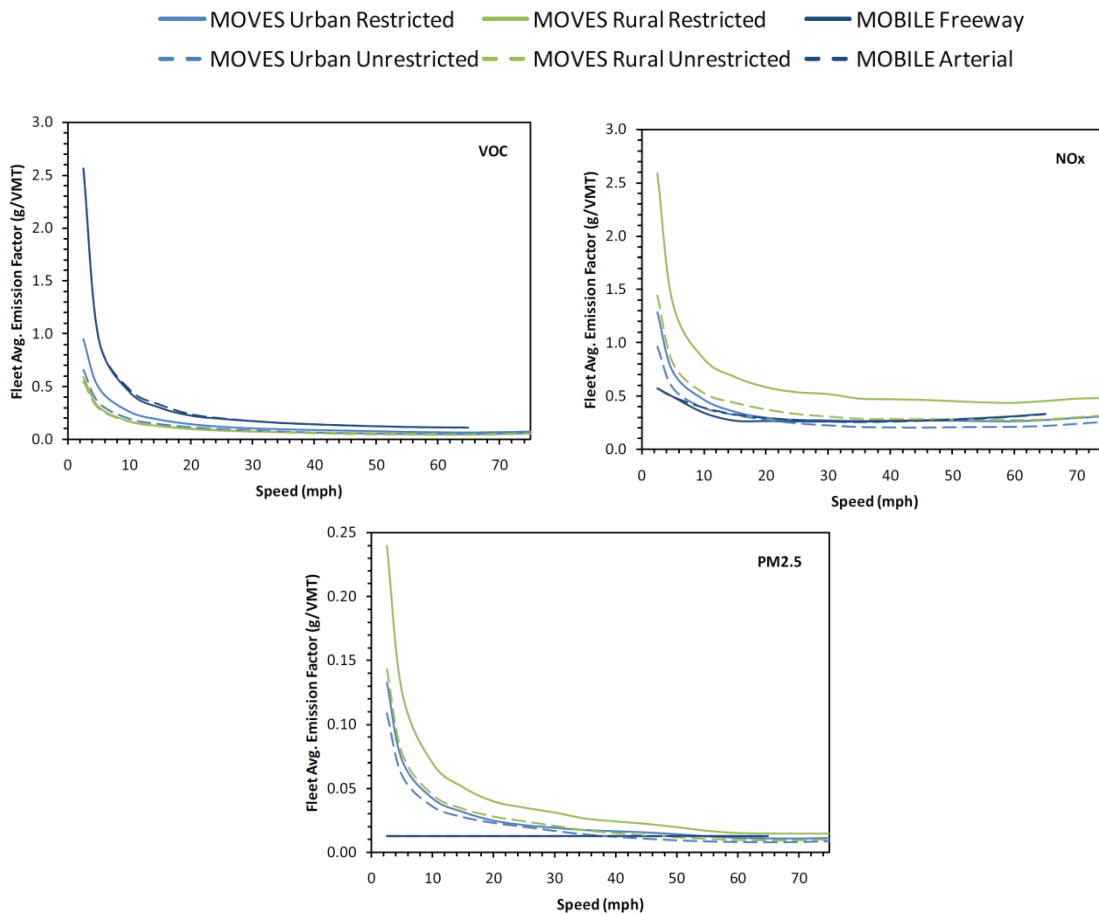 MOVES Urban Restricted MOVES Rural Restricted MOBILE Freeway
MOVES Urban Unrestricted MOVES Rural Unrestricted MOBILE Arterial
Fleet Avg. Emission Factor (g/VMT)
3.0
2.5
2.0
1.5
1.0
0.5
0.0
VOC
0 10 20 30 40 50 60 70
Speed (mph)
Fleet Avg. Emission Factor (g/VMT)
3.0
2.5
2.0
1.5
1.0
0.5
0.0
NOx
0 10 20 30 40 50 60 70
Speed (mph)
Fleet Avg. Emission Factor (g/VMT)
0.25
0.20
0.15
0.10
0.05
0.00
PM2.5
0 10 20 30 40 50 60 70
Speed (mph)